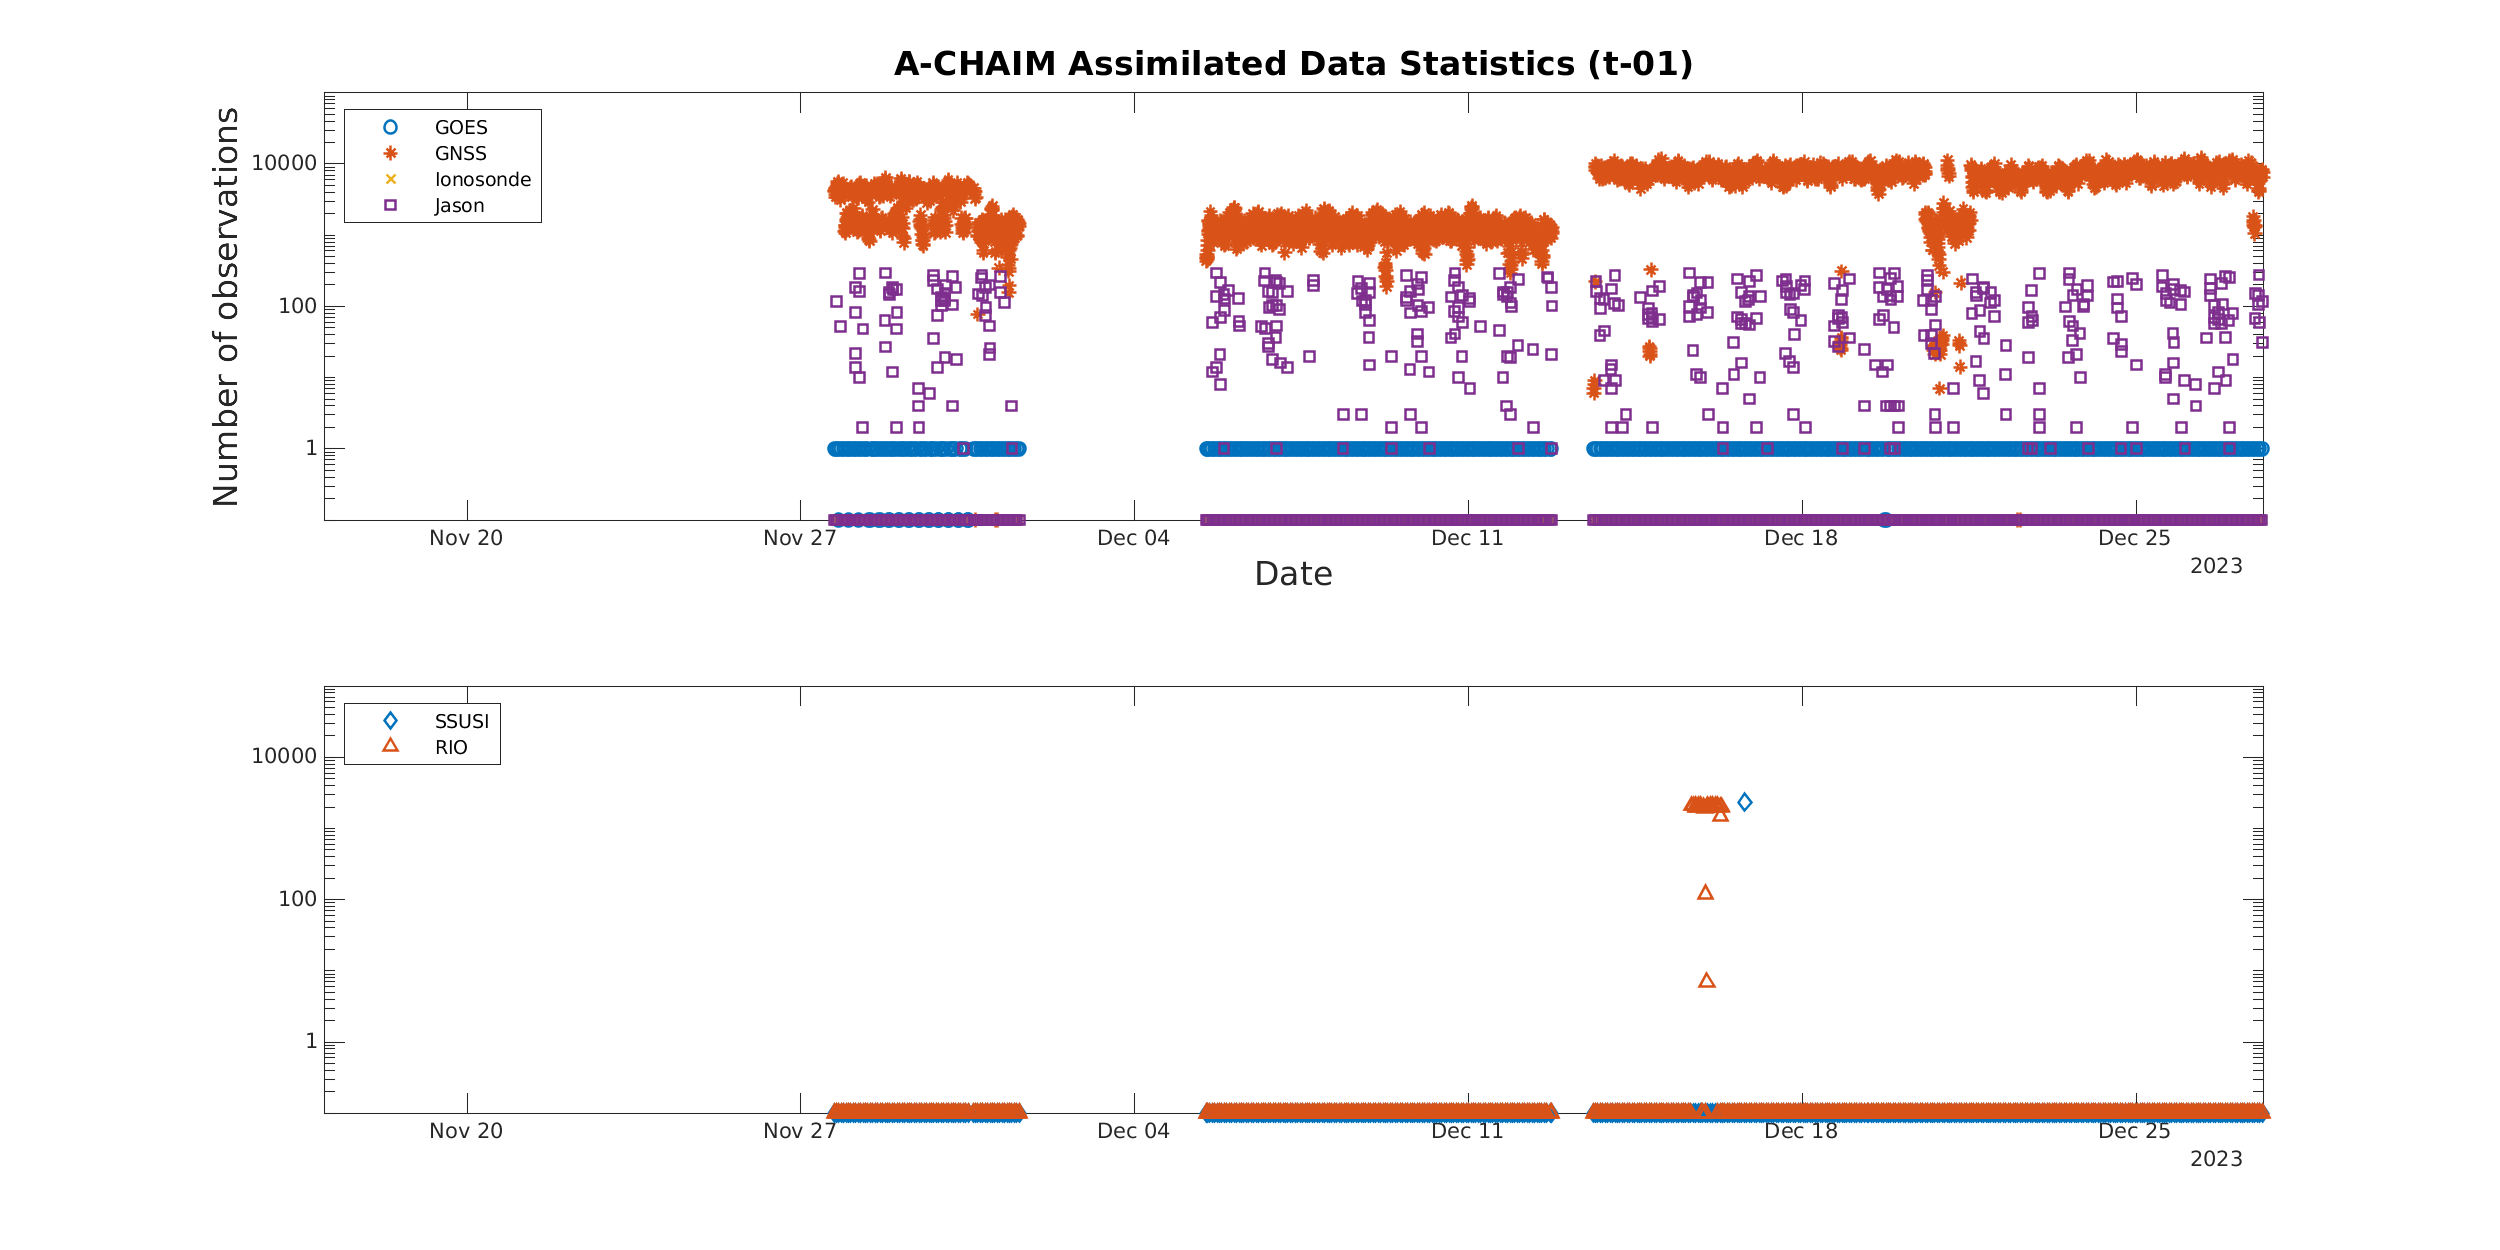 A-CHAIM Assimilated Data Statistics (t-01)
Number of observations
10000
100
1
GOES
GNSS
Ionosonde
Jason
Nov 20 Nov 27 Dec 04 Dec 11 Dec 18 Dec 25
2023
Date
10000
100
1
SSUSI
RIO
Nov 20 Nov 27 Dec 04 Dec 11 Dec 18 Dec 25
2023